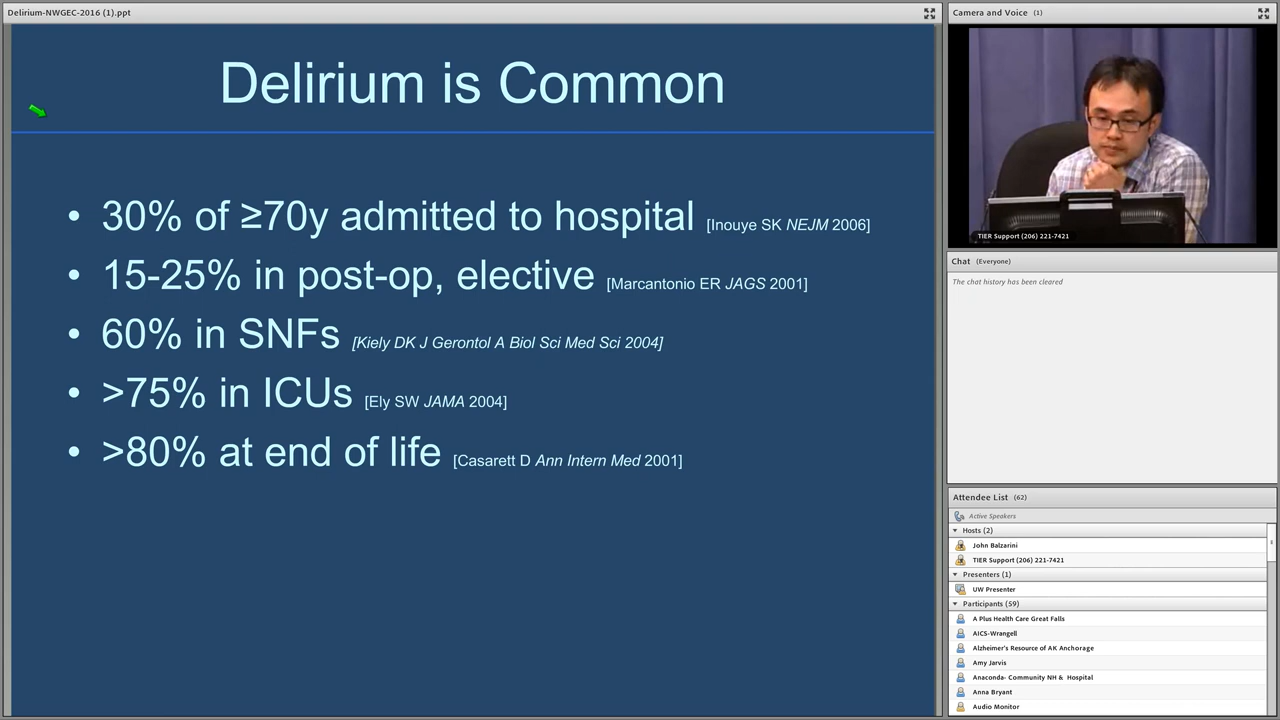 Delirium-NWGEC-2016 (1).ppt
Delirium is Common
• 30% of ≥70y admitted to hospital [Inouye SK NEJM 2006]
• 15-25% in post-op, elective [Marcantonio ER JAGS 2001]
• 60% in SNFs [Kiely DK J Gerontol A Biol Sci Med Sci 2004]
• >75% in ICUs [Ely SW JAMA 2004]
• >80% at end of life [Casarett D Ann Intern Med 2001]
Camera and Voice (1)
TIER Support (206) 221-7421
Chat (Everyone)
The chat history has been cleared
Attendee List (62)
Active Speakers
Hosts (2)
John Balzarini
TIER Support (206) 221-7421
Presenters (1)
UW Presenter
Participants (59)
A Plus Health Care Great Falls
AICS-Wrangell
Alzheimer's Resource of AK Anchorage
Amy Jarvis
Anaconda- Community NH & Hospital
Anna Bryant
Audio Monitor